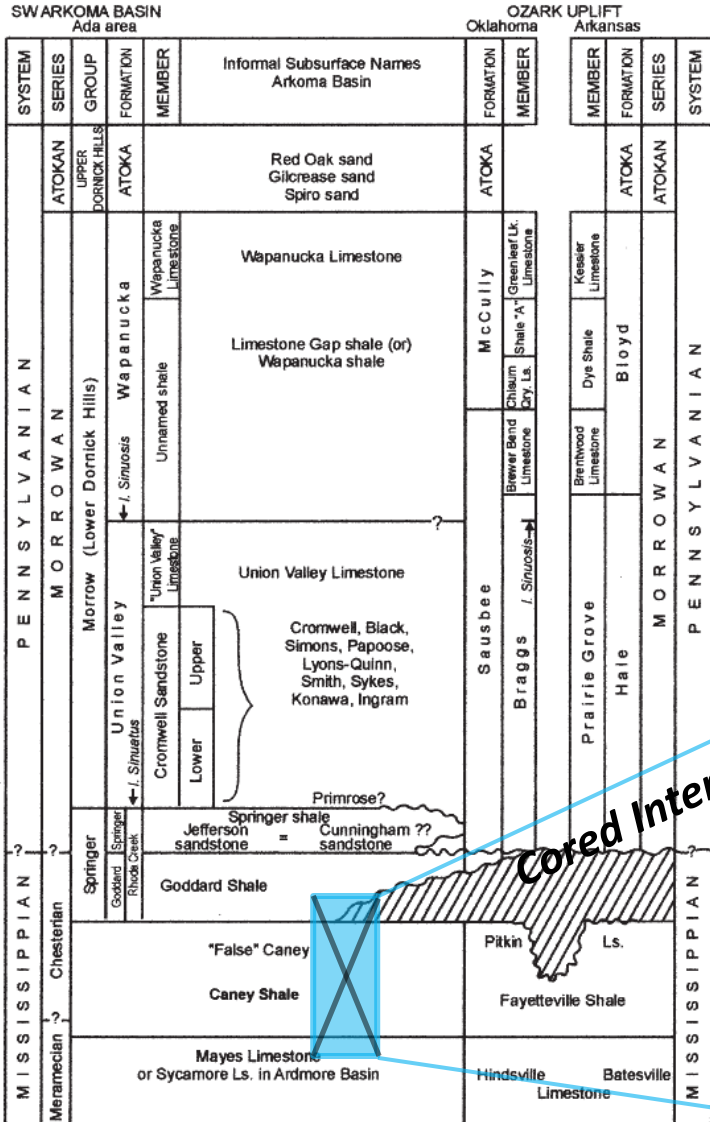 SW ARKOMA BASIN
Ada area
OZARK UPLIFT
Oklahoma
Arkansas
SYSTEM
SERIES
GROUP
FORMATION
MEMBER
Informal Subsurface Names
Arkoma Basin
FORMATION
MEMBER
MEMBER
FORMATION
SERIES
SYSTEM
ATOKAN
UPPER
DORNICK HILLS
ATOKA
Red Oak sand
Gilcrease sand
Spiro sand
ATOKA
ATOKA
ATOKAN
PENNSYLVANIAN
MORROWAN
Morrow (Lower Dornick Hills)
Wapanucka
I. Sinuosis
Wapanucka
Limestone
Unnamed shale
Wapanucka Limestone
Limestone Gap shale (or)
Wapanucka shale
McCully
Greenleaf Lk.
Limestone
Shale "A"
Chisum
Qry. Ls.
Brewer Bend
Limestone
Kessler
Limestone
Dye Shale
Brentwood
Limestone
Bloyd
MORROWAN
PENNSYLVANIAN
?
Union Valley
I. Sinuatus
"Union Valley"
Limestone
Union Valley Limestone
Cromwell Sandstone
Upper
Lower
Cromwell, Black,
Simons, Papoose,
Lyons-Quinn,
Smith, Sykes,
Konawa, Ingram
Sausbee
Braggs
I. Sinuosis
Prairie Grove
Hale
Primrose?
Springer shale
Jefferson
sandstone
=
Cunningham ??
sandstone
Springer
Springer
Goddard
Rhoda Creek
Goddard Shale
?
?
?
Cored Inter
MISSISSIPPIAN
Chesterian
?
Meramecian
"False" Caney
Caney Shale
Pitkin
Ls.
Fayetteville Shale
Mayes Limestone
or Sycamore Ls. in Ardmore Basin
Hindsville
Batesville
Limestone
MISSISSIPPIAN